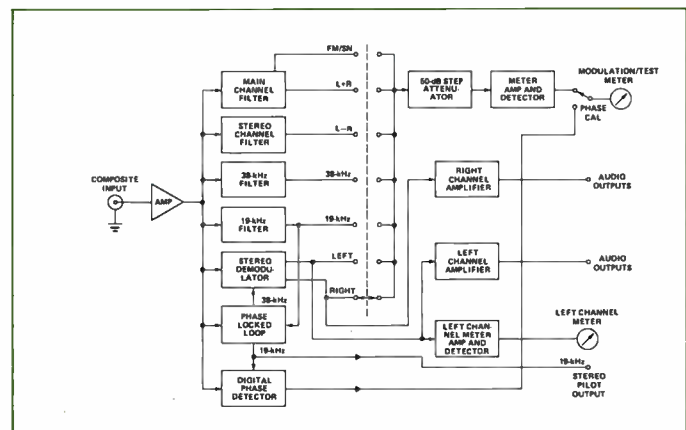 FM/SN
MAIN
CHANNEL
FILTER
L+R
50-dB STEP
ATTENU-
ATOR
METER
AMP AND
DETECTOR
MODULATION/TEST
METER
PHASE
CAL
STEREO
CHANNEL
FILTER
L-R
38-kHz
FILTER
38-kHz
RIGHT
CHANNEL
AMPLIFIER
AUDIO
OUTPUTS
COMPOSITE
INPUT
AMP
19-kHz
FILTER
19-kHz
STEREO
DEMODU-
LATOR
LEFT
RIGHT
LEFT
CHANNEL
AMPLIFIER
AUDIO
OUTPUTS
38-kHz
PHASE
LOCKED
LOOP
LEFT CHAN-
NEL METER
AMP AND
DETECTOR
LEFT CHANNEL
METER
19-kHz
19-kHz
STEREO
PILOT
OUTPUT
DIGITAL
PHASE
DETECTOR